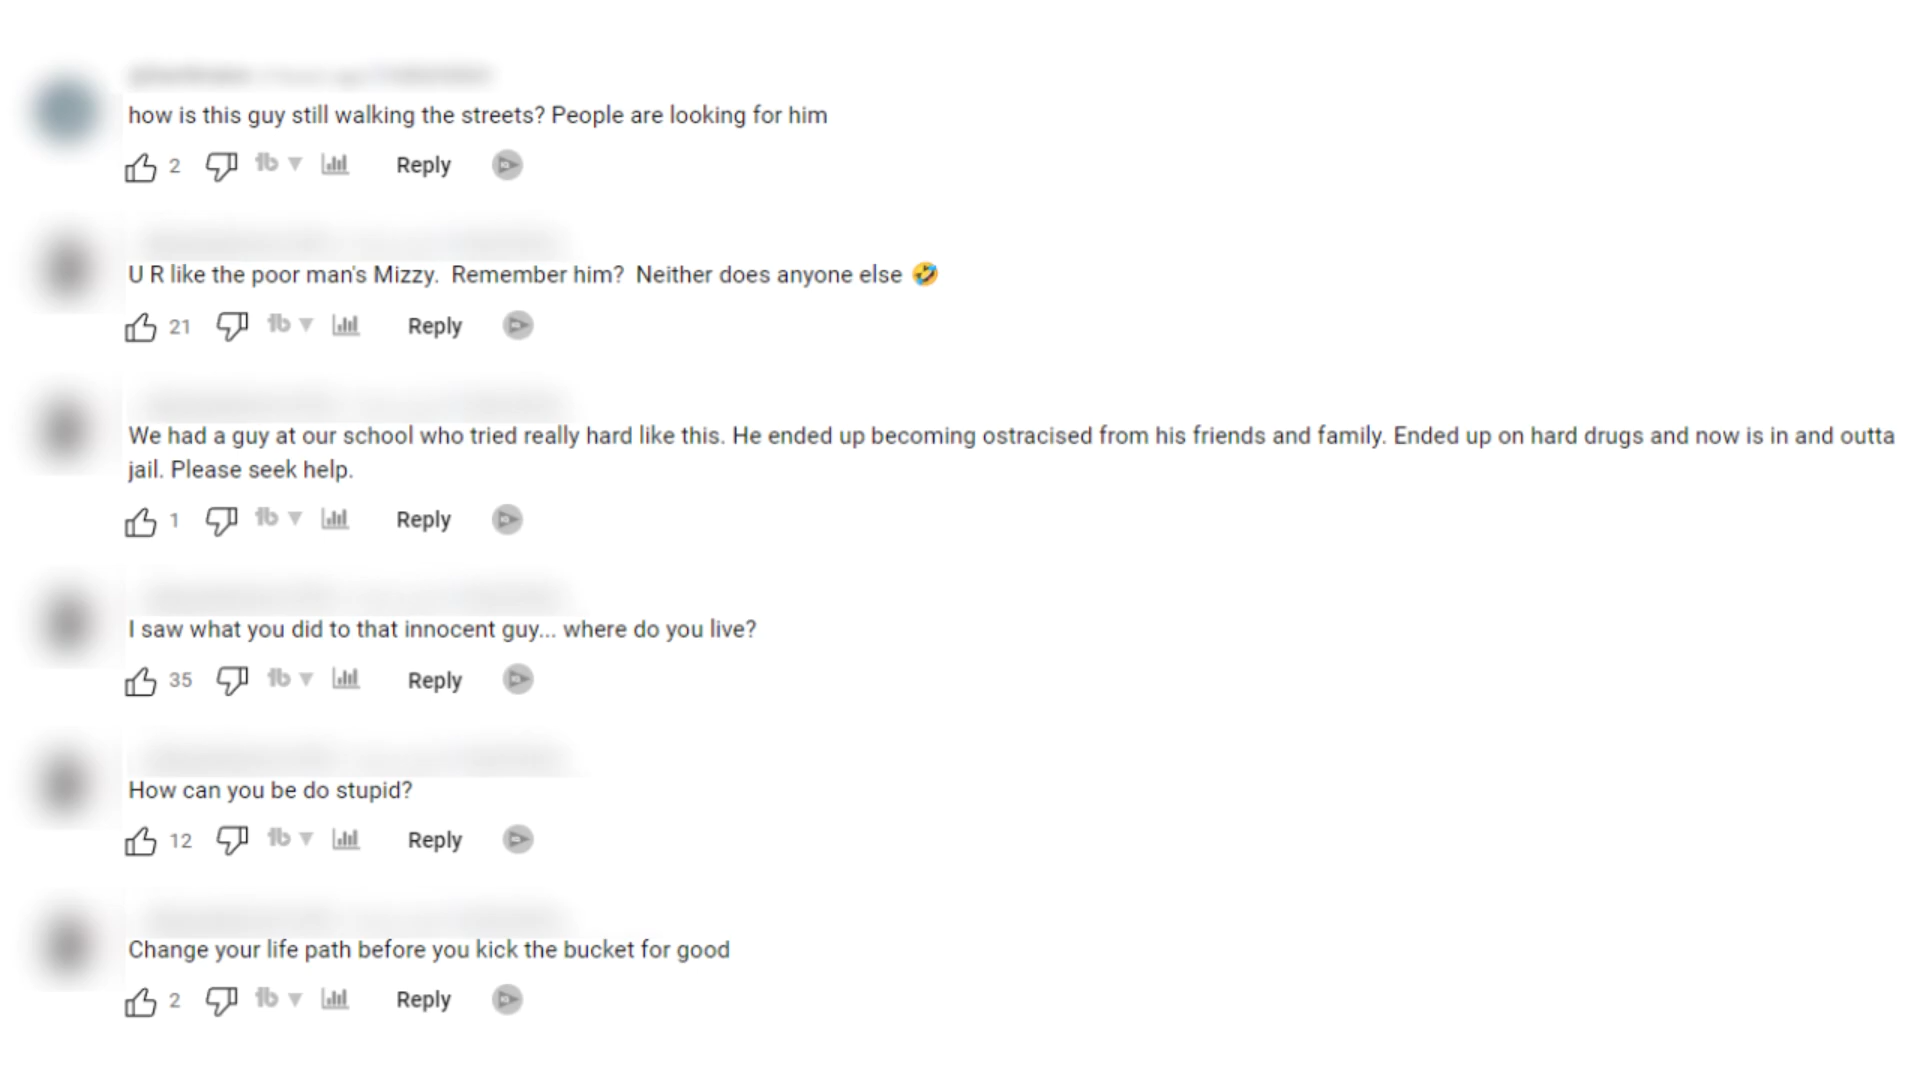 how is this guy still walking the streets? People are looking for him
2 Reply
U R like the poor man's Mizzy. Remember him? Neither does anyone else 🤣
21 Reply
We had a guy at our school who tried really hard like this. He ended up becoming ostracised from his friends and family. Ended up on hard drugs and now is in and outta
jail. Please seek help.
1 Reply
I saw what you did to that innocent guy... where do you live?
35 Reply
How can you be do stupid?
12 Reply
Change your life path before you kick the bucket for good
2 Reply